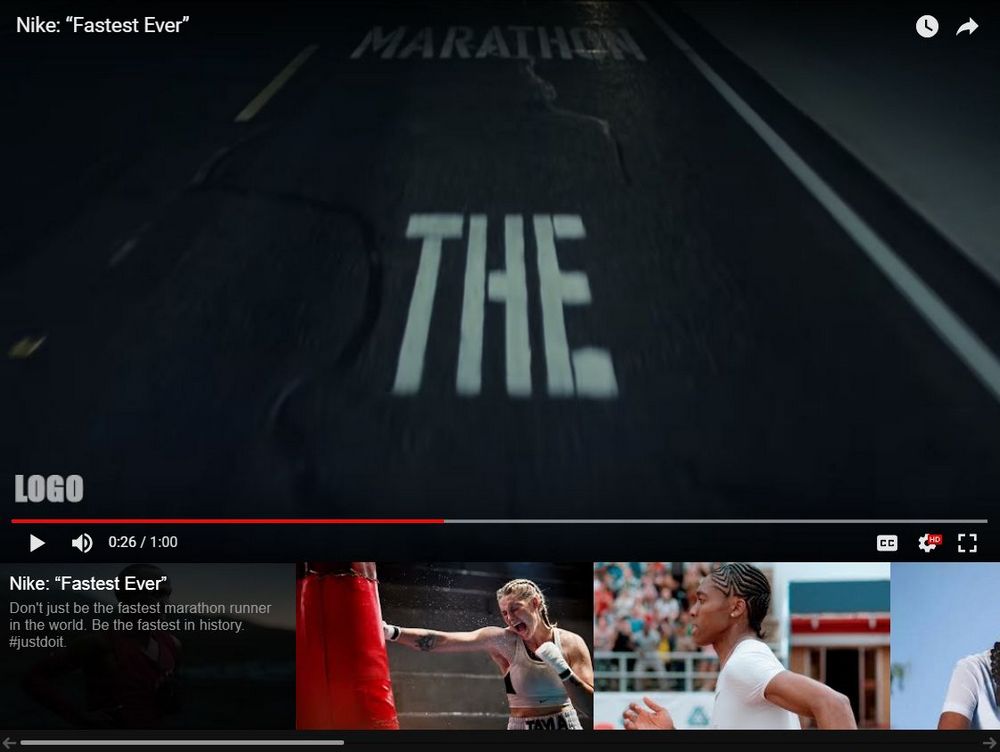 Nike: “Fastest Ever”
MARATHON
THE
LOGO
0:26 / 1:00
CC
HD
Nike: “Fastest Ever”
Don't just be the fastest marathon runner
in the world. Be the fastest in history.
#justdoit.
TAYLA